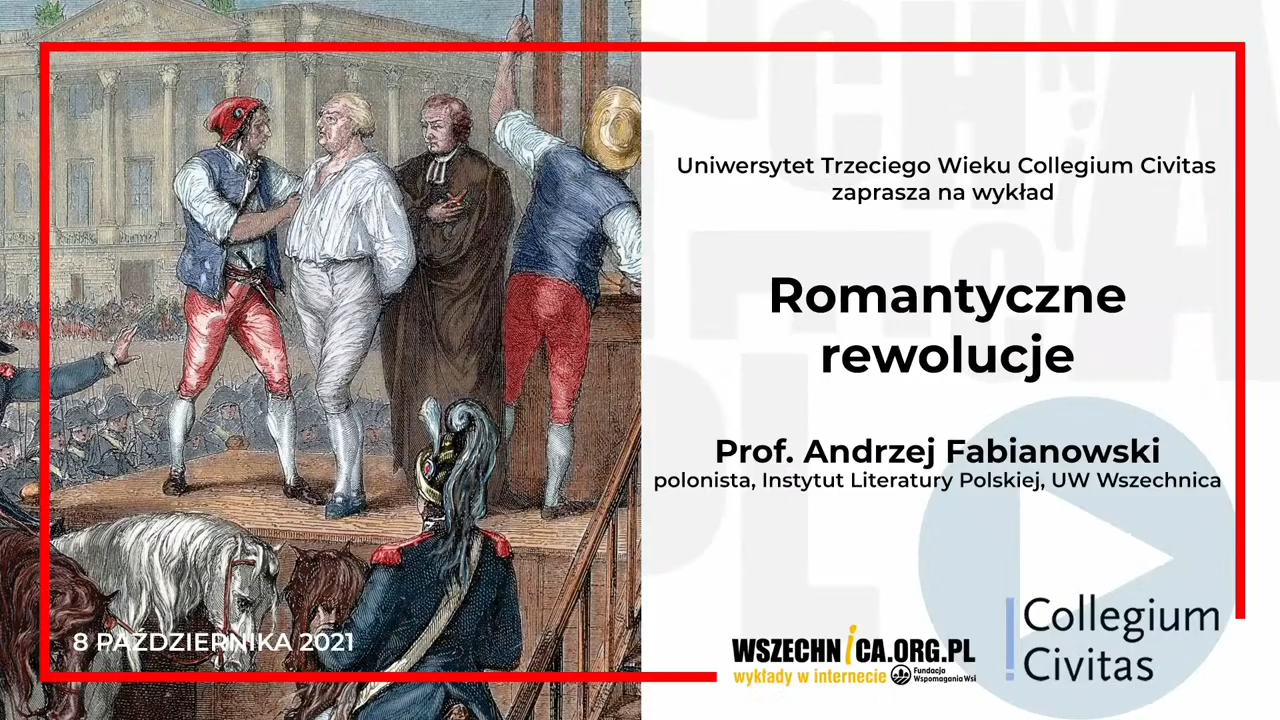 Uniwersytet Trzeciego Wieku Collegium Civitas
zaprasza na wykład
Romantyczne
rewolucje
Prof. Andrzej Fabianowski
polonista, Instytut Literatury Polskiej, UW Wszechnica
8 PAŹDZIERNIKA 2021
WSZECHNICA.ORG.PL
wykłady w internecie
Fundacja
Wspomagania Wsi
Collegium
Civitas